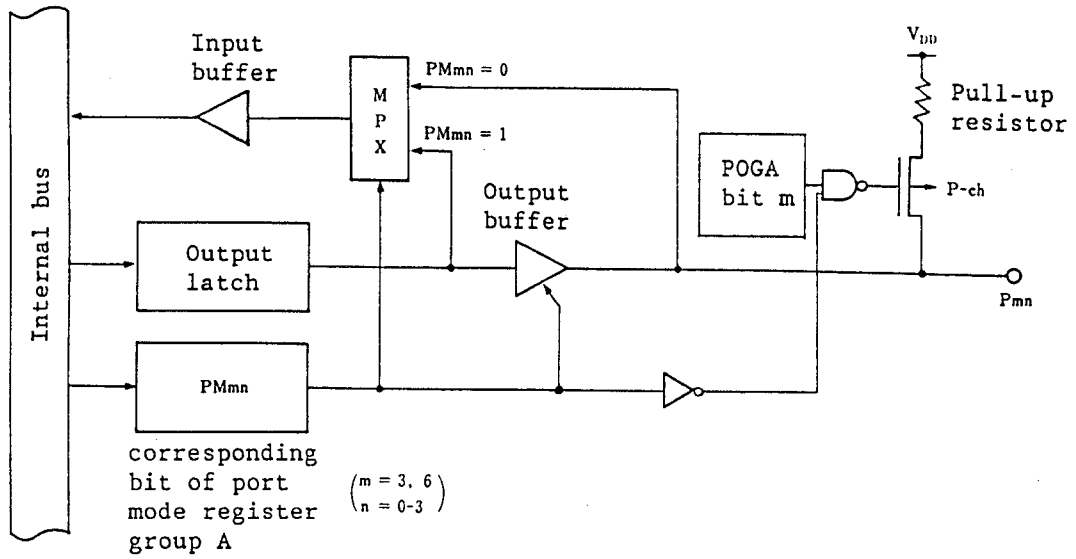 Internal bus
Input
buffer
M
P
X
PMmn = 0
PMmn = 1
Output
buffer
Output
latch
PMmn
corresponding
bit of port
mode register
group A
m = 3, 6
n = 0-3
POGA
bit m
VDD
Pull-up
resistor
P-ch
Pmn